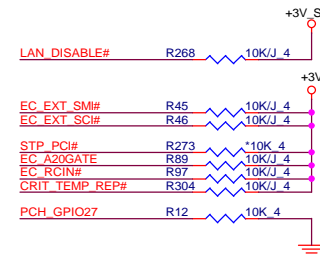 +3V_S
LAN_DISABLE# R268 10K/J_4
+3V
EC_EXT_SMI# R45 10K/J_4
EC_EXT_SCI# R46 10K/J_4
STP_PCI# R273 *10K_4
EC_A20GATE R89 10K/J_4
EC_RCIN# R97 10K/J_4
CRIT_TEMP_REP# R304 10K/J_4
PCH_GPIO27 R12 10K_4